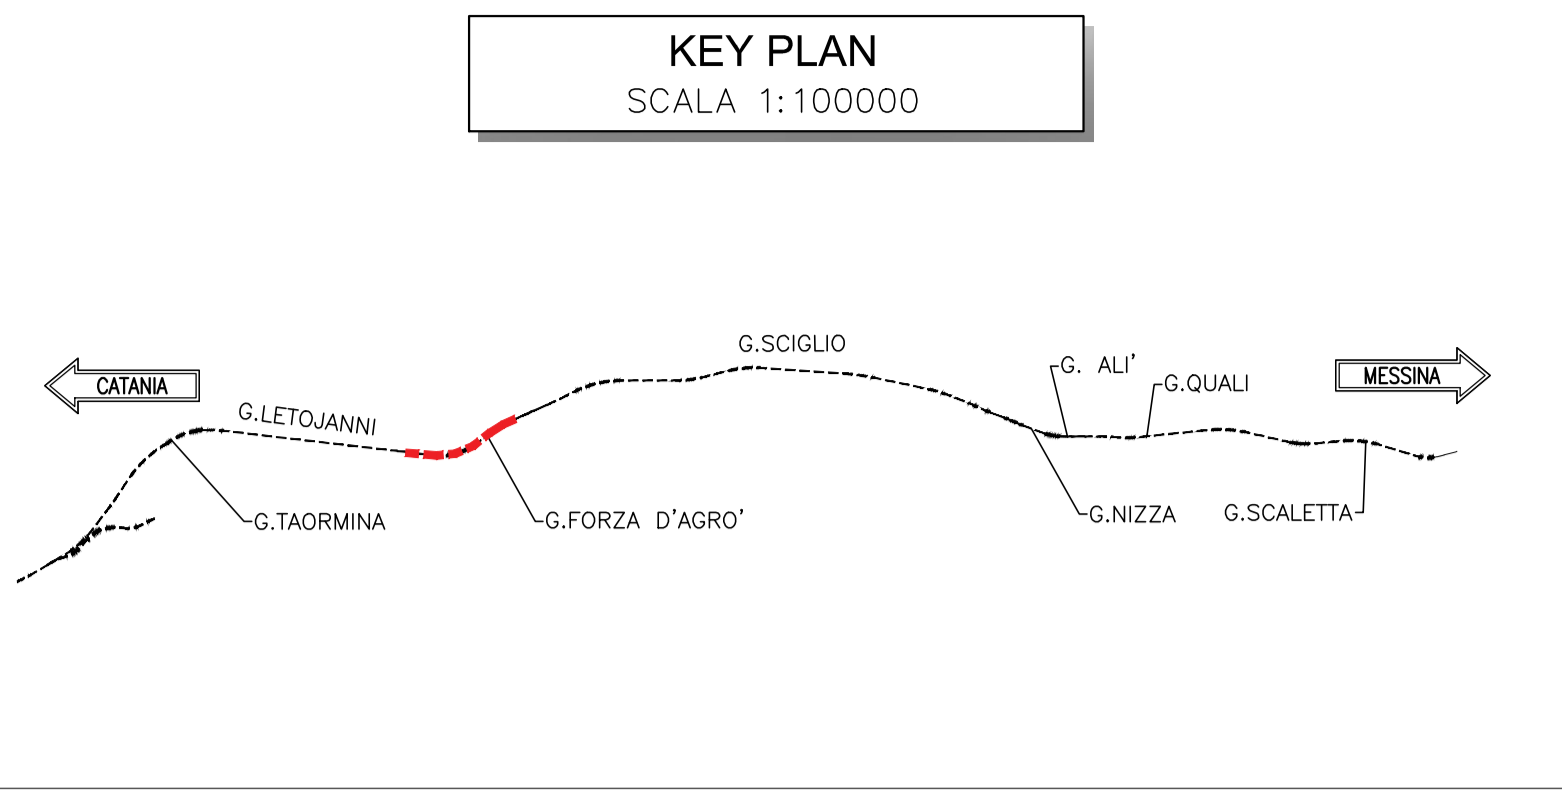 KEY PLAN
SCALA 1:100000
G.SCIGLIO
G. ALI'
G.QUALI
CATANIA
MESSINA
G.LETOJANNI
G.TAORMINA
G.FORZA D'AGRO'
G.NIZZA
G.SCALETTA